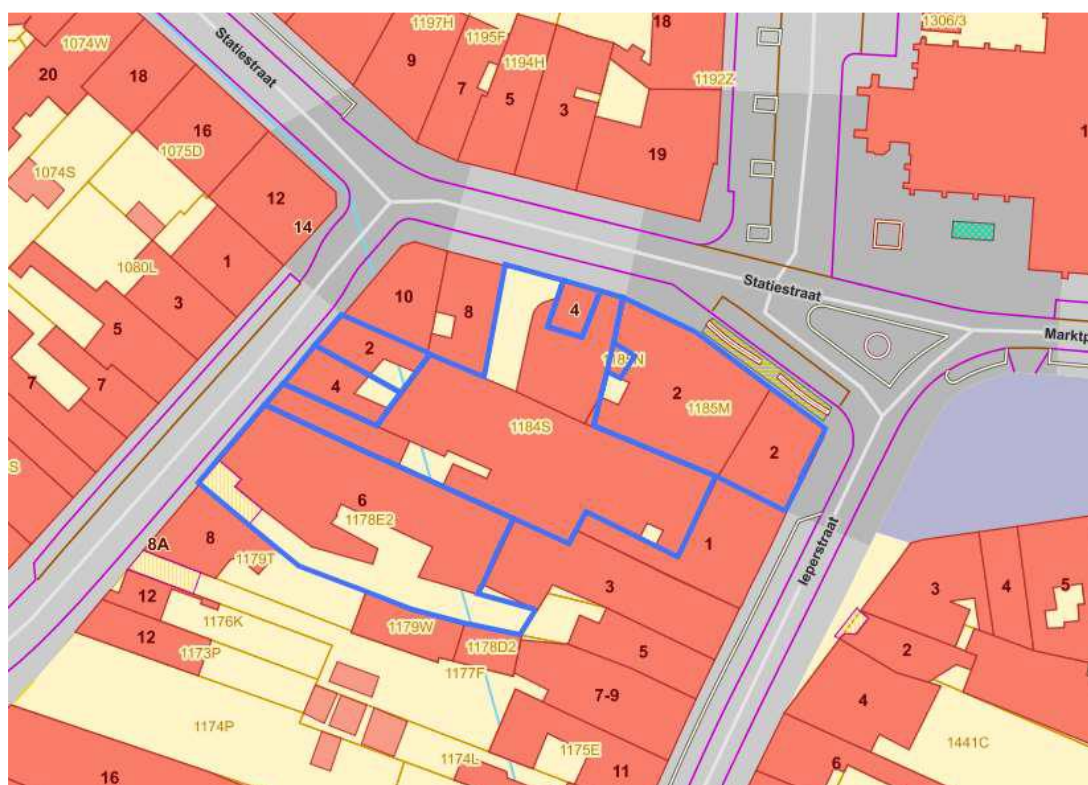 1197H
18
1306/3
1074W
Statiestraat
1195F
9
1194H
1192Z
20
18
7
5
3
16
19
1
1075D
1074S
12
14
1
1080L
3
5
7
7
10
8
4
Statiestraat
Marktp
2
2
1185M
4
1184S
2
6
1178E2
1
8A
8
1179T
3
Ieperstraat
3
4
5
12
1176K
1179W
12
1173P
1178D2
5
2
1177F
7-9
4
1174P
1175E
1441C
1174L
11
6
16